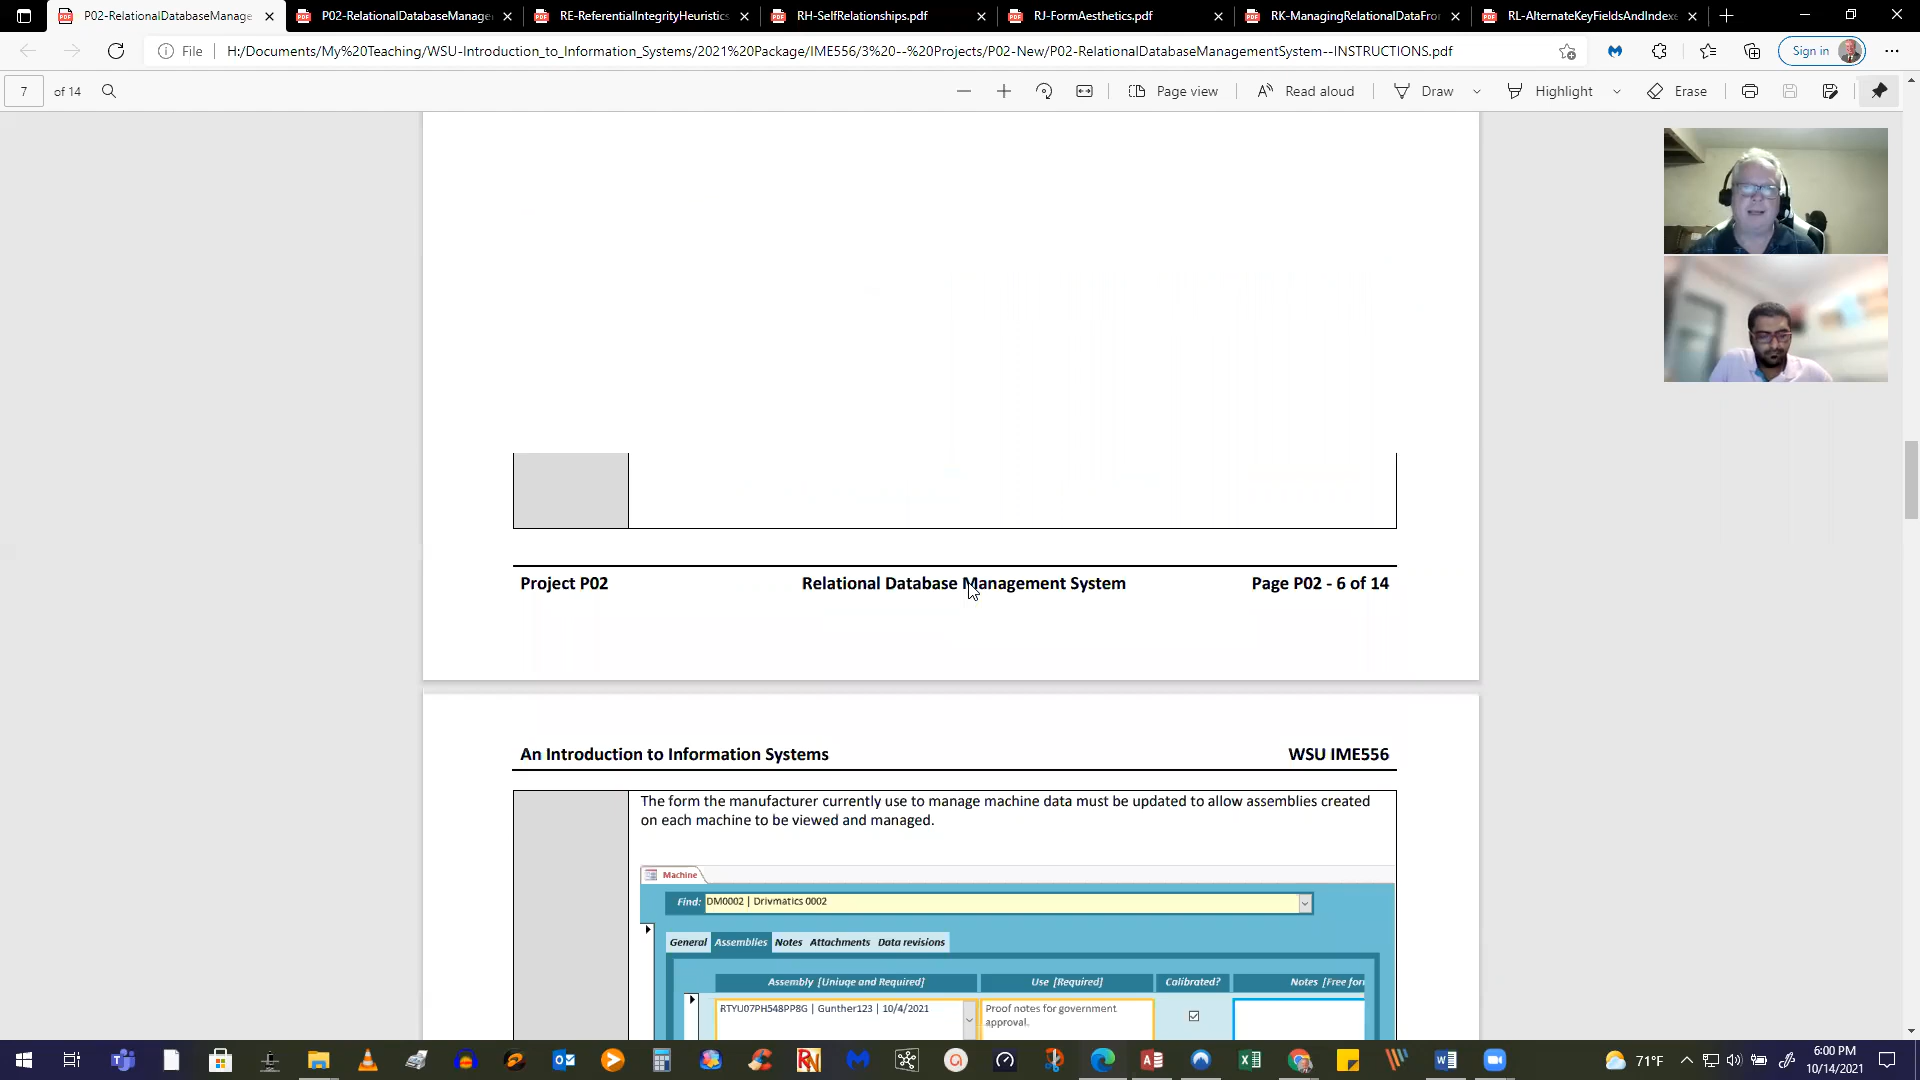 P02-RelationalDatabaseManage
P02-RelationalDatabaseManage
RE-ReferentialIntegrityHeuristics
RH-SelfRelationships.pdf
RJ-FormAesthetics.pdf
RK-ManagingRelationalDataFro
RL-AlternateKeyFieldsAndIndexe
File
H:/Documents/My%20Teaching/WSU-Introduction_to_Information_Systems/2021%20Package/IME556/3%20--%20Projects/P02-New/P02-RelationalDatabaseManagementSystem--INSTRUCTIONS.pdf
Sign in
7 of 14
Page view
Read aloud
Draw
Highlight
Erase
Project P02 Relational Database Management System Page P02 - 6 of 14
An Introduction to Information Systems WSU IME556
The form the manufacturer currently use to manage machine data must be updated to allow assemblies created
on each machine to be viewed and managed.
Machine
Find: DM0002 | Drivmatics 0002
General Assemblies Notes Attachments Data revisions
Assembly [Uniuqe and Required] Use [Required] Calibrated? Notes [Free for
RTYU07PH548PP8G | Gunther123 | 10/4/2021
Proof notes for government
approval.
71°F
6:00 PM
10/14/2021